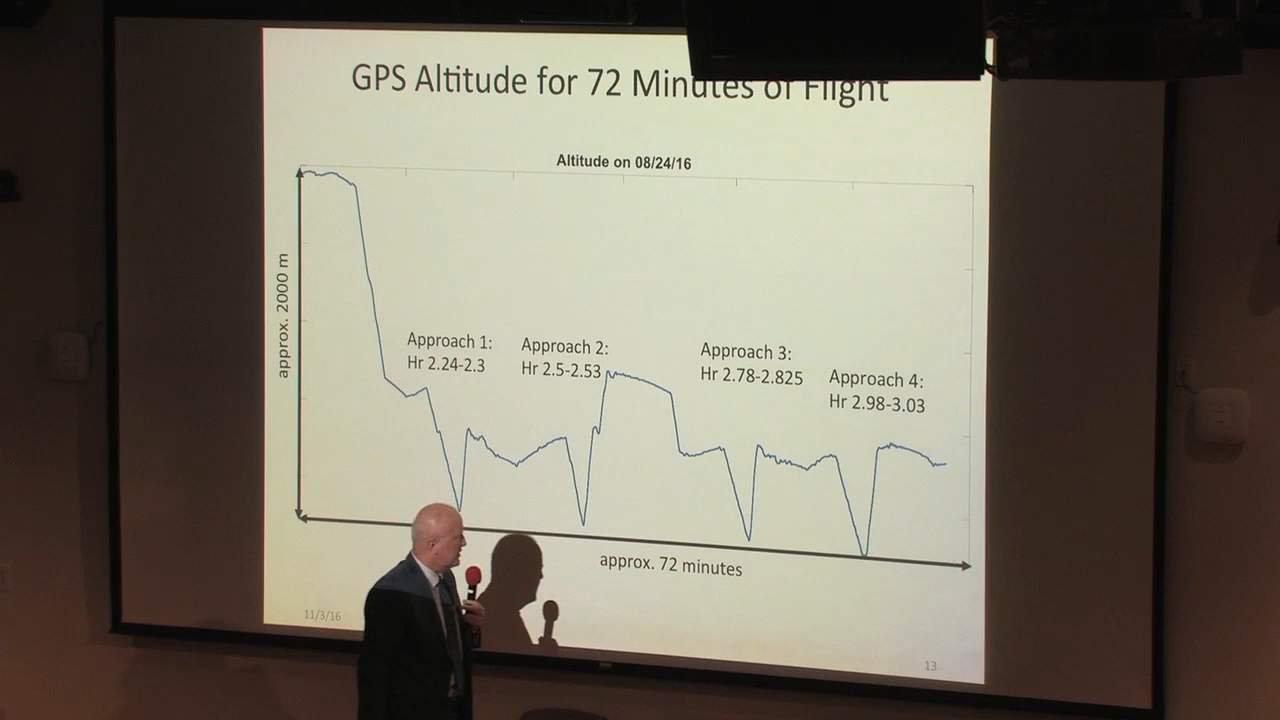 GPS Altitude for 72 Minutes of Flight
Altitude on 08/24/16
approx. 2000 m
Approach 1:
Hr 2.24-2.3
Approach 2:
Hr 2.5-2.53
Approach 3:
Hr 2.78-2.825
Approach 4:
Hr 2.98-3.03
approx. 72 minutes
11/3/16
13